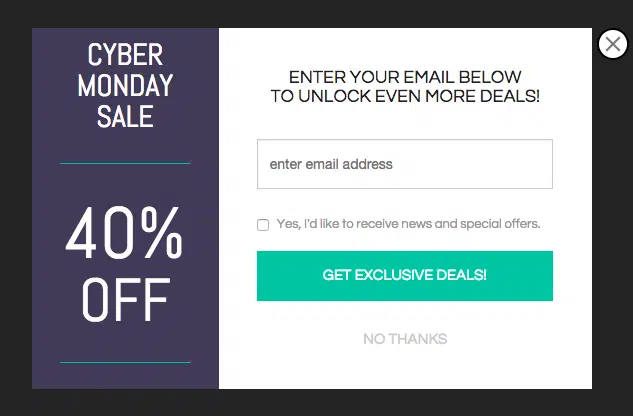 CYBER
MONDAY
SALE
40%
OFF
ENTER YOUR EMAIL BELOW
TO UNLOCK EVEN MORE DEALS!
enter email address
Yes, I'd like to receive news and special offers.
GET EXCLUSIVE DEALS!
NO THANKS